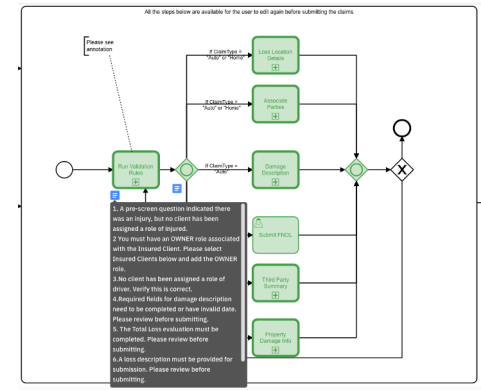 All the steps below are available for the user to edit again before submitting the claims
Please see
annotation
If ClaimType =
"Auto" or "Home"
Loss Location
Details
If ClaimType =
"Auto" or "Home"
Associate
Parties
Run Validation
Rules
If ClaimType =
"Auto"
Damage
Description
X
1. A pre-screen question indicated there
was an injury, but no client has been
assigned a role of injured.
2 You must have an OWNER role associated
with the Insured Client. Please select
Insured Clients below and add the OWNER
role.
3.No client has been assigned a role of
driver. Verify this is correct.
4.Required fields for damage description
need to be completed or have invalid date.
Please review before submitting.
5. The Total Loss evaluation must be
completed. Please review before
submitting.
6.A loss description must be provided for
submission. Please review before
submitting.
Submit FNOL
Third Party
Summary
Property
Damage Info